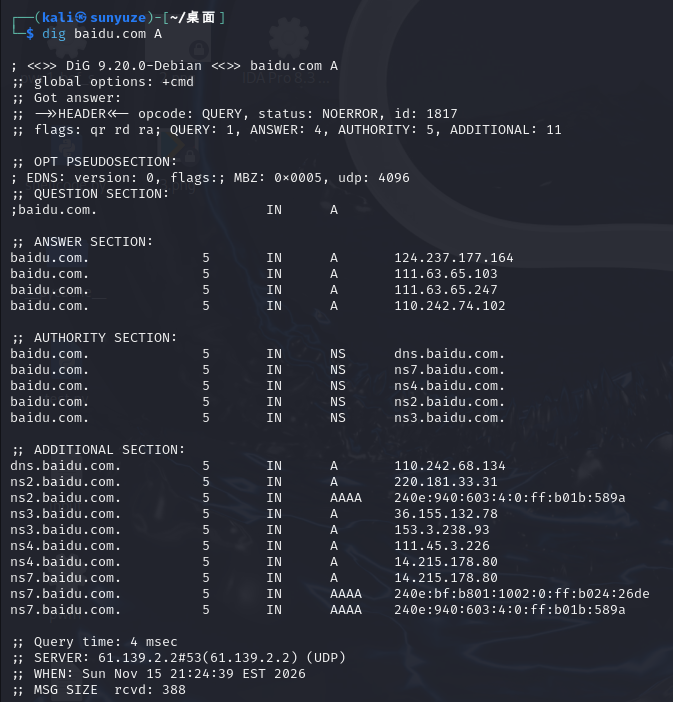 ┌──(kali㉿sunyuze)-[~/桌面]
└─$ dig baidu.com A

; <<>> DiG 9.20.0-Debian <<>> baidu.com A
;; global options: +cmd
;; Got answer:
;; ->>HEADER<<- opcode: QUERY, status: NOERROR, id: 1817
;; flags: qr rd ra; QUERY: 1, ANSWER: 4, AUTHORITY: 5, ADDITIONAL: 11

;; OPT PSEUDOSECTION:
; EDNS: version: 0, flags:; MBZ: 0x0005, udp: 4096
;; QUESTION SECTION:
;baidu.com. IN A

;; ANSWER SECTION:
baidu.com. 5 IN A 124.237.177.164
baidu.com. 5 IN A 111.63.65.103
baidu.com. 5 IN A 111.63.65.247
baidu.com. 5 IN A 110.242.74.102

;; AUTHORITY SECTION:
baidu.com. 5 IN NS dns.baidu.com.
baidu.com. 5 IN NS ns7.baidu.com.
baidu.com. 5 IN NS ns4.baidu.com.
baidu.com. 5 IN NS ns2.baidu.com.
baidu.com. 5 IN NS ns3.baidu.com.

;; ADDITIONAL SECTION:
dns.baidu.com. 5 IN A 110.242.68.134
ns2.baidu.com. 5 IN A 220.181.33.31
ns2.baidu.com. 5 IN AAAA 240e:940:603:4:0:ff:b01b:589a
ns3.baidu.com. 5 IN A 36.155.132.78
ns3.baidu.com. 5 IN A 153.3.238.93
ns4.baidu.com. 5 IN A 111.45.3.226
ns4.baidu.com. 5 IN A 14.215.178.80
ns7.baidu.com. 5 IN A 14.215.178.80
ns7.baidu.com. 5 IN AAAA 240e:bf:b801:1002:0:ff:b024:26de
ns7.baidu.com. 5 IN AAAA 240e:940:603:4:0:ff:b01b:589a

;; Query time: 4 msec
;; SERVER: 61.139.2.2#53(61.139.2.2) (UDP)
;; WHEN: Sun Nov 15 21:24:39 EST 2026
;; MSG SIZE rcvd: 388